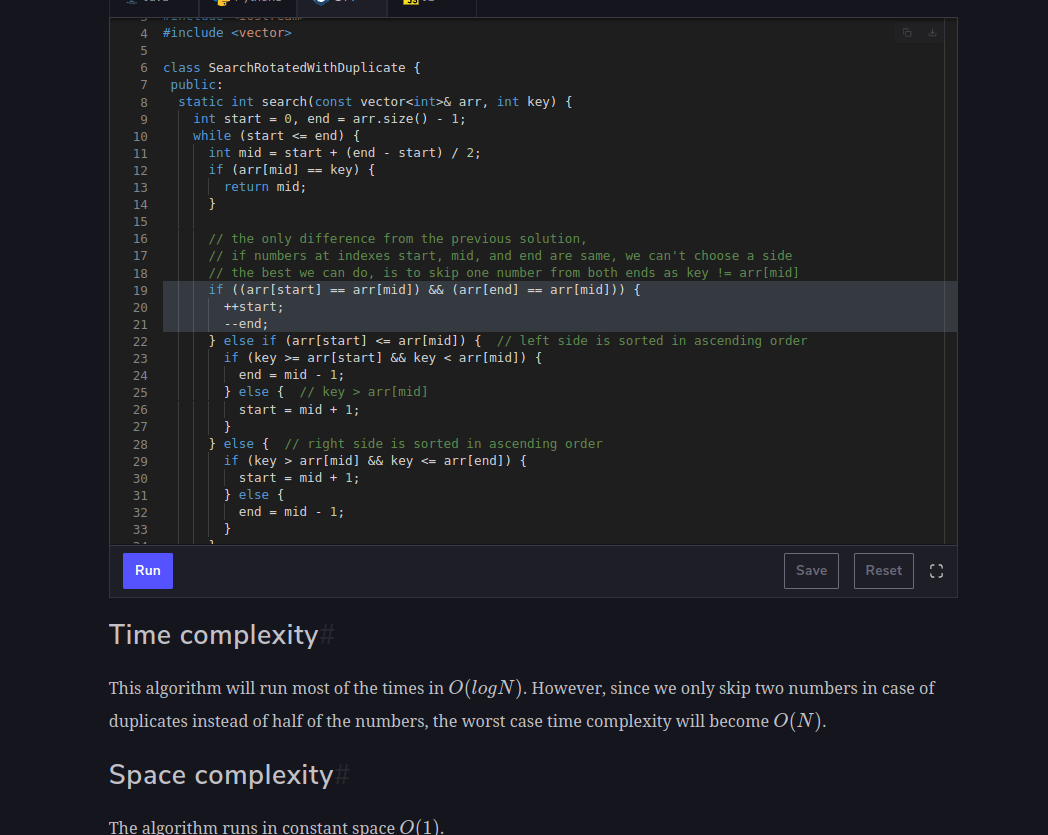 4 #include <vector>
5
6 class SearchRotatedWithDuplicate {
7 public:
8 static int search(const vector<int>& arr, int key) {
9 int start = 0, end = arr.size() - 1;
10 while (start <= end) {
11 int mid = start + (end - start) / 2;
12 if (arr[mid] == key) {
13 return mid;
14 }
15
16 // the only difference from the previous solution,
17 // if numbers at indexes start, mid, and end are same, we can't choose a side
18 // the best we can do, is to skip one number from both ends as key != arr[mid]
19 if ((arr[start] == arr[mid]) && (arr[end] == arr[mid])) {
20 ++start;
21 --end;
22 } else if (arr[start] <= arr[mid]) {  // left side is sorted in ascending order
23 if (key >= arr[start] && key < arr[mid]) {
24 end = mid - 1;
25 } else {  // key > arr[mid]
26 start = mid + 1;
27 }
28 } else {  // right side is sorted in ascending order
29 if (key > arr[mid] && key <= arr[end]) {
30 start = mid + 1;
31 } else {
32 end = mid - 1;
33 }
Run Save Reset
Time complexity#
This algorithm will run most of the times in O(logN). However, since we only skip two numbers in case of
duplicates instead of half of the numbers, the worst case time complexity will become O(N).
Space complexity#
The algorithm runs in constant space O(1).